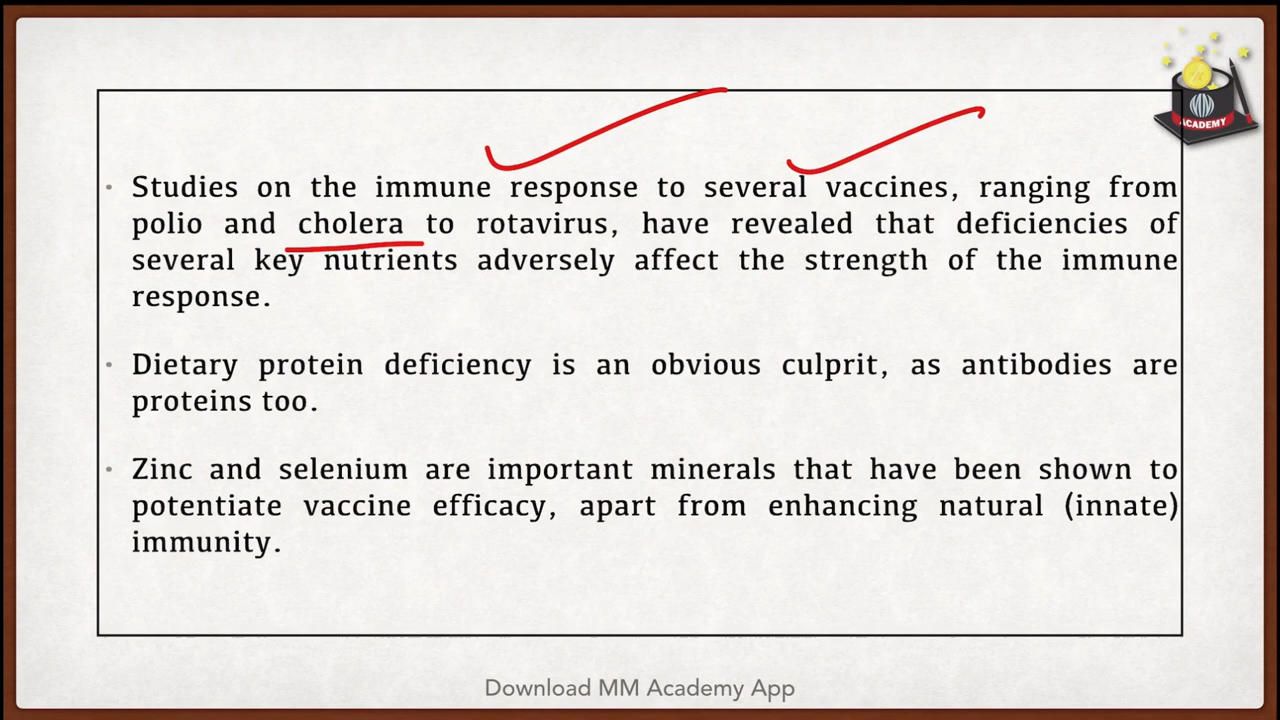 ACADEMY
• Studies on the immune response to several vaccines, ranging from
polio and cholera to rotavirus, have revealed that deficiencies of
several key nutrients adversely affect the strength of the immune
response.
• Dietary protein deficiency is an obvious culprit, as antibodies are
proteins too.
• Zinc and selenium are important minerals that have been shown to
potentiate vaccine efficacy, apart from enhancing natural (innate)
immunity.
Download MM Academy App